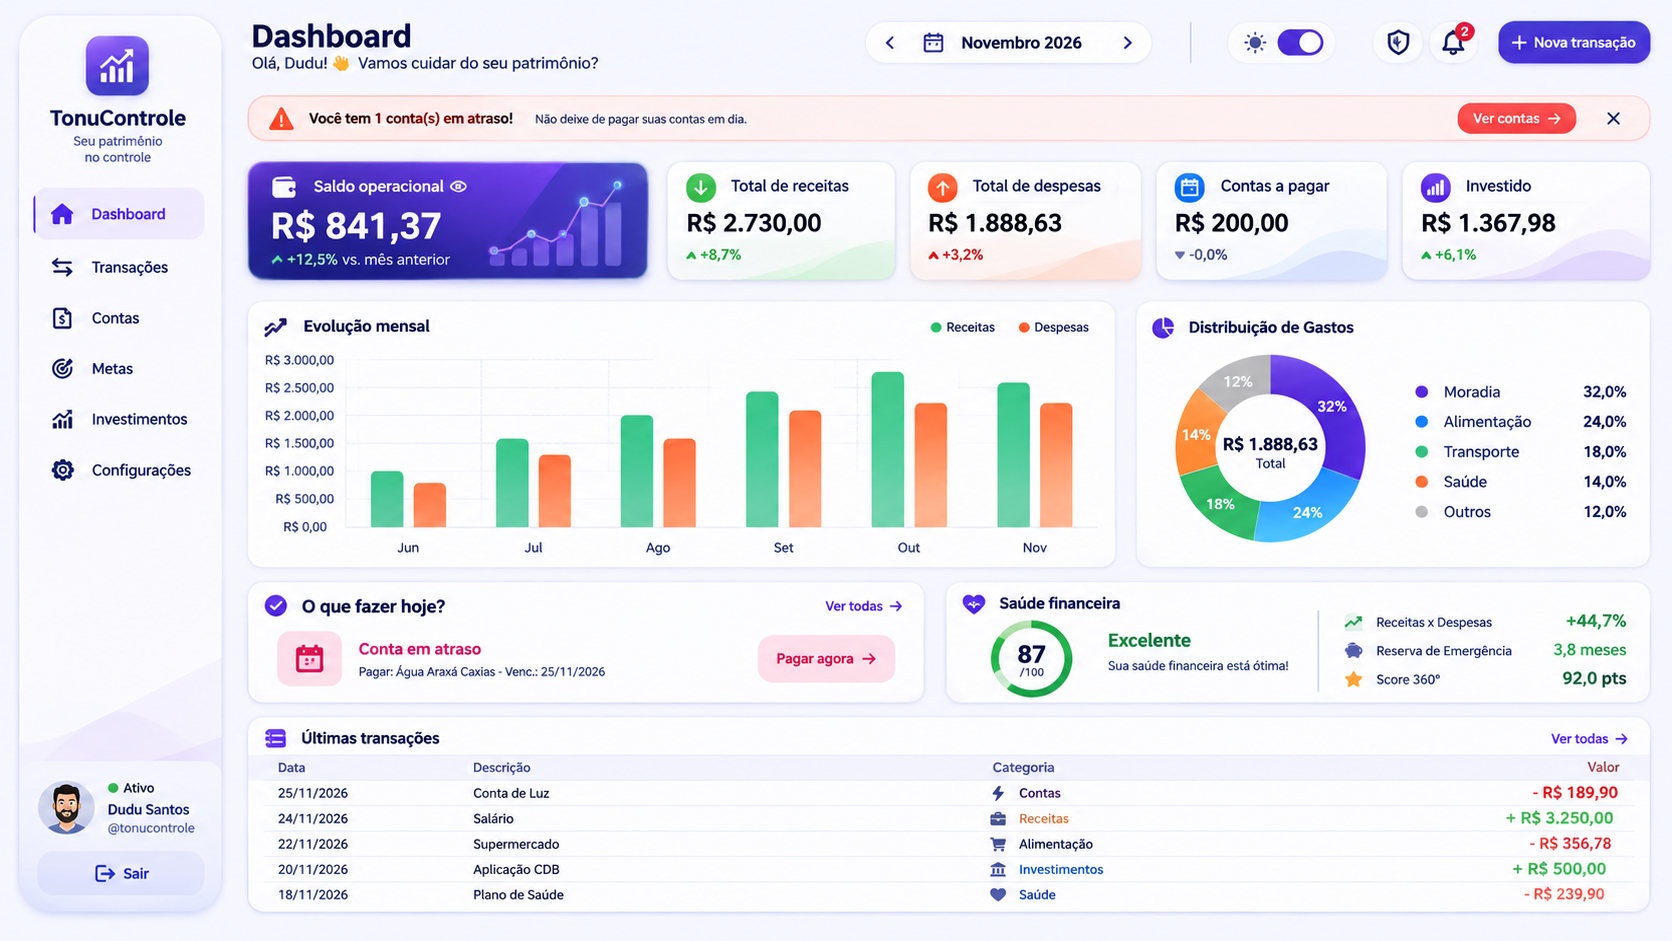 TonuControle
Seu patrimônio
no controle
Dashboard
Transações
Contas
Metas
Investimentos
Configurações
Ativo
Dudu Santos
@tonucontrole
Sair
Dashboard
Olá, Dudu! 👋 Vamos cuidar do seu patrimônio?
Novembro 2026
2
+ Nova transação
Você tem 1 conta(s) em atraso! Não deixe de pagar suas contas em dia.
Ver contas →
Saldo operacional
R$ 841,37
+12,5% vs. mês anterior
Total de receitas
R$ 2.730,00
+8,7%
Total de despesas
R$ 1.888,63
+3,2%
Contas a pagar
R$ 200,00
-0,0%
Investido
R$ 1.367,98
+6,1%
Evolução mensal
Receitas
Despesas
R$ 3.000,00
R$ 2.500,00
R$ 2.000,00
R$ 1.500,00
R$ 1.000,00
R$ 500,00
R$ 0,00
Jun Jul Ago Set Out Nov
Distribuição de Gastos
12%
32%
14%
18%
24%
R$ 1.888,63
Total
Moradia 32,0%
Alimentação 24,0%
Transporte 18,0%
Saúde 14,0%
Outros 12,0%
O que fazer hoje?
Ver todas →
Conta em atraso
Pagar: Água Araxá Caxias - Venc.: 25/11/2026
Pagar agora →
Saúde financeira
87
/100
Excelente
Sua saúde financeira está ótima!
Receitas x Despesas +44,7%
Reserva de Emergência 3,8 meses
Score 360° 92,0 pts
Últimas transações
Ver todas →
Data Descrição Categoria Valor
25/11/2026 Conta de Luz Contas - R$ 189,90
24/11/2026 Salário Receitas + R$ 3.250,00
22/11/2026 Supermercado Alimentação - R$ 356,78
20/11/2026 Aplicação CDB Investimentos + R$ 500,00
18/11/2026 Plano de Saúde Saúde - R$ 239,90